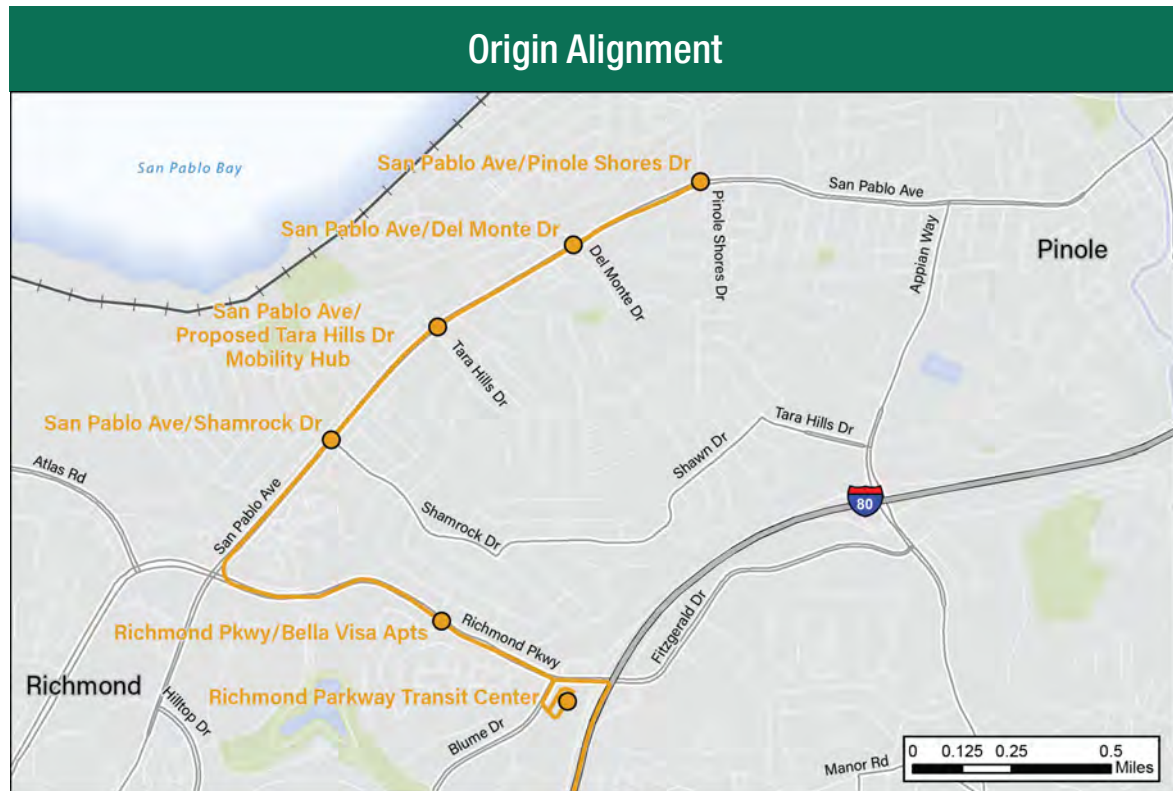 Origin Alignment
San Pablo Bay
San Pablo Ave/Pinole Shores Dr
San Pablo Ave
Pinole Shores Dr
Appian Way
Pinole
San Pablo Ave/Del Monte Dr
Del Monte Dr
San Pablo Ave/
Proposed Tara Hills Dr
Mobility Hub
Tara Hills Dr
San Pablo Ave/Shamrock Dr
Tara Hills Dr
Shawn Dr
Atlas Rd
San Pablo Ave
Shamrock Dr
80
Fitzgerald Dr
Richmond Pkwy/Bella Visa Apts
Richmond Pkwy
Richmond
Hilltop Dr
Richmond Parkway Transit Center
Blume Dr
Manor Rd
0 0.125 0.25 0.5
Miles